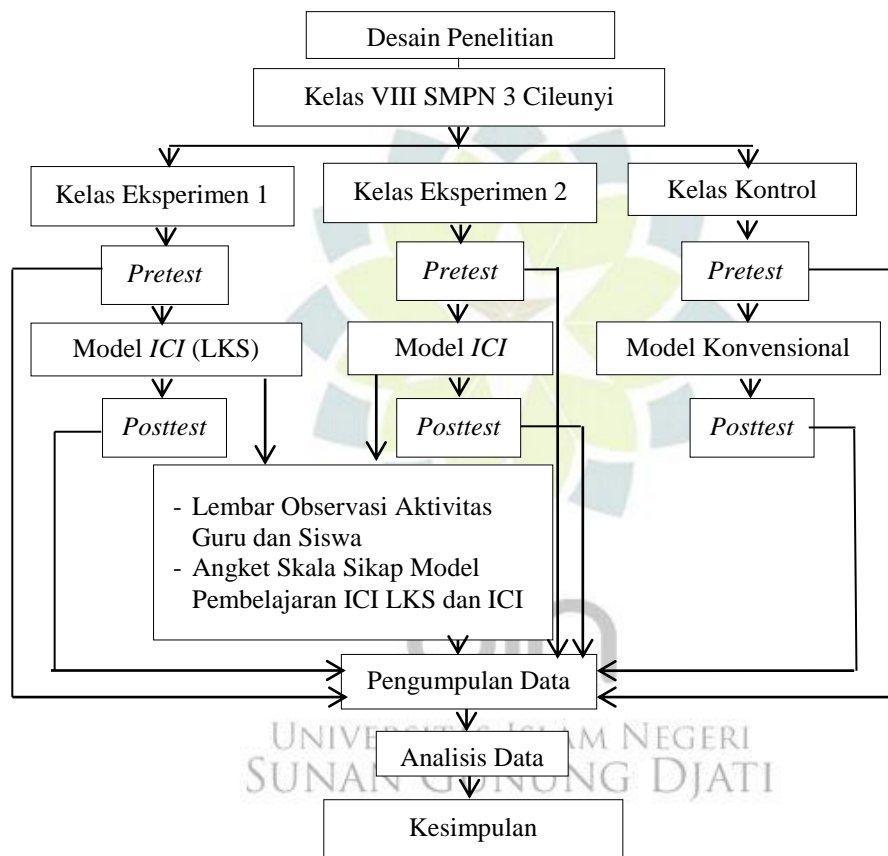 Desain Penelitian
Kelas VIII SMPN 3 Cileunyi
Kelas Eksperimen 1
Kelas Eksperimen 2
Kelas Kontrol
Pretest
Pretest
Pretest
Model ICI (LKS)
Model ICI
Model Konvensional
Posttest
Posttest
Posttest
- Lembar Observasi Aktivitas
Guru dan Siswa
- Angket Skala Sikap Model
Pembelajaran ICI LKS dan ICI
uin
Pengumpulan Data
UNIVERSITAS ISLAM NEGERI
Analisis Data
SUNAN GUNUNG DJATI
Kesimpulan